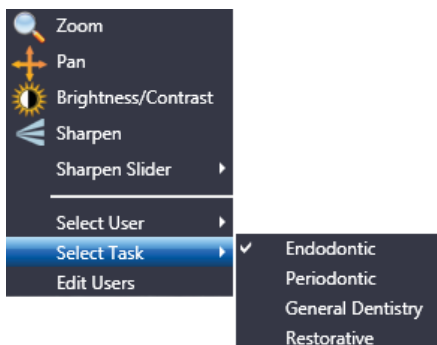 Zoom
Pan
Brightness/Contrast
Sharpen
Sharpen Slider
Select User
Select Task
Edit Users
Endodontic
Periodontic
General Dentistry
Restorative